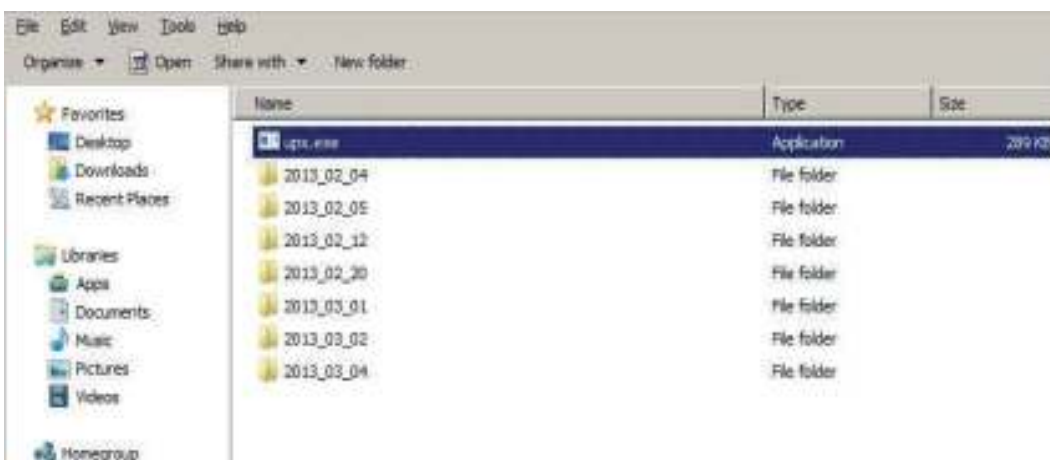 File Edit View Tools Help
Organize Open Share with New folder
Name Type Size
Favorites
Desktop
Downloads
Recent Places
Libraries
Apps
Documents
Music
Pictures
Videos
Homegroup
upx.exe Application 289 KB
2013_02_04 File folder
2013_02_05 File folder
2013_02_12 File folder
2013_02_20 File folder
2013_03_01 File folder
2013_03_02 File folder
2013_03_04 File folder